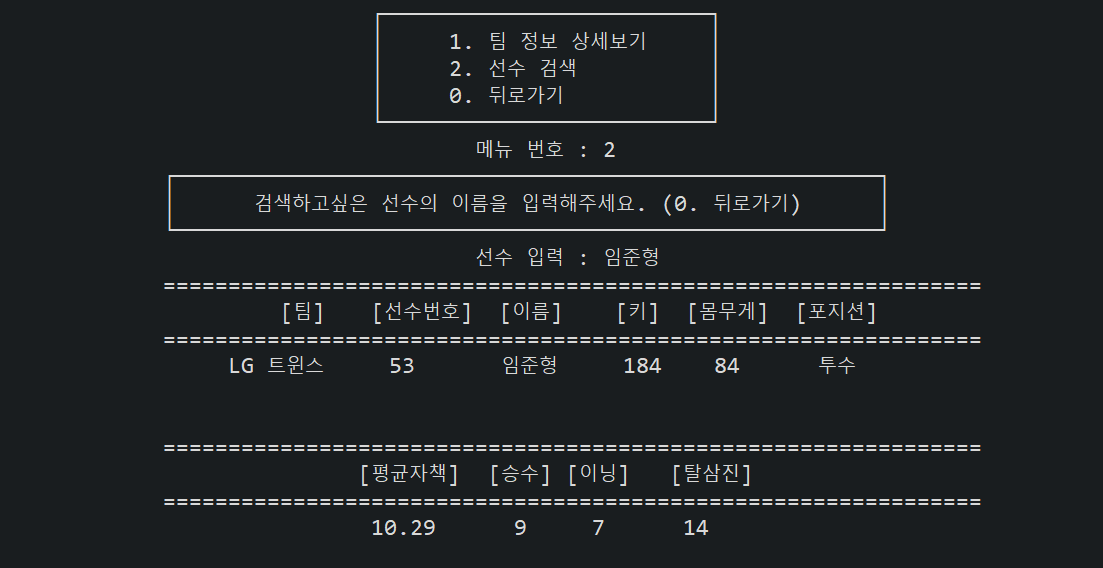 1. 팀 정보 상세보기
2. 선수 검색
0. 뒤로가기
메뉴 번호 : 2
검색하고싶은 선수의 이름을 입력해주세요. (0. 뒤로가기)
선수 입력 : 임준형
===============================================================
[팀] [선수번호] [이름] [키] [몸무게] [포지션]
===============================================================
LG 트윈스 53 임준형 184 84 투수
===============================================================
[평균자책] [승수] [이닝] [탈삼진]
===============================================================
10.29 9 7 14